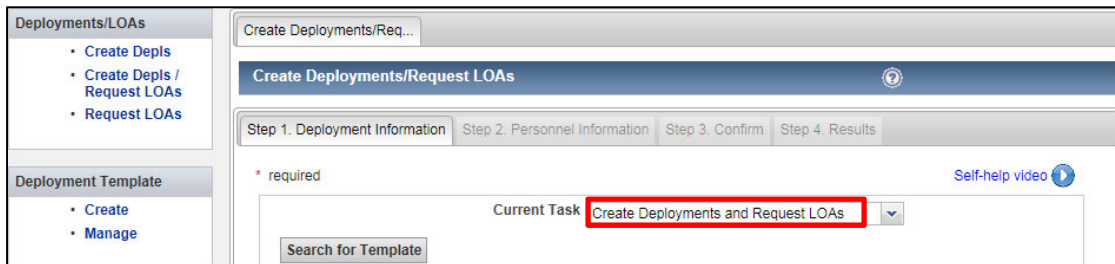 Deployments/LOAs
• Create Depls
• Create Depls /
Request LOAs
• Request LOAs
Deployment Template
• Create
• Manage
Create Deployments/Req...
Create Deployments/Request LOAs
Step 1. Deployment Information Step 2. Personnel Information Step 3. Confirm Step 4. Results
* required Self-help video
Current Task Create Deployments and Request LOAs
Search for Template